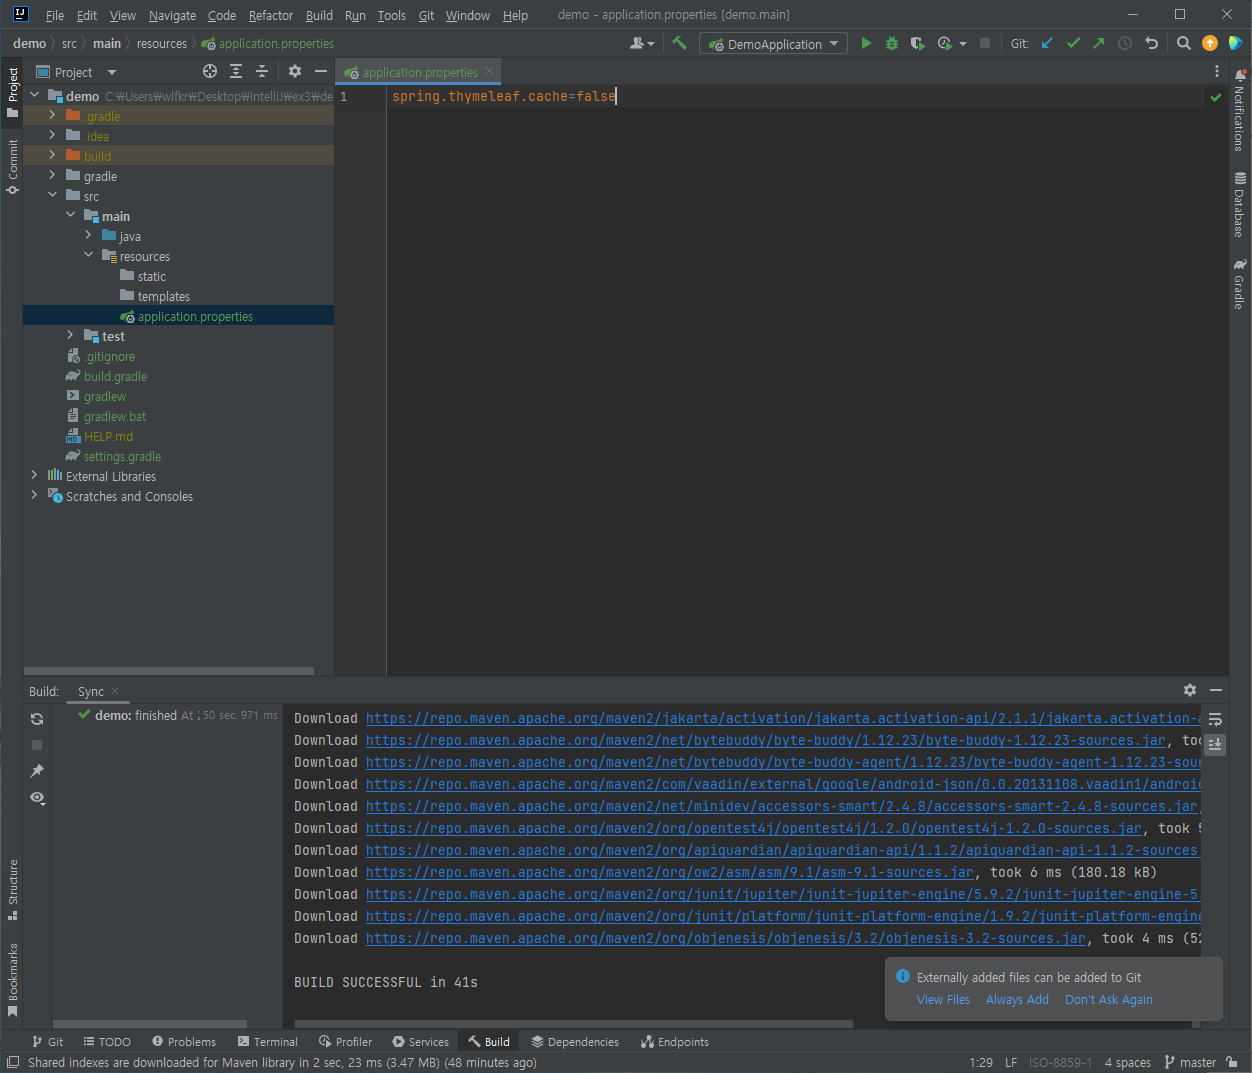 File Edit View Navigate Code Refactor Build Run Tools Git Window Help demo - application.properties [demo.main]
demo src main resources application.properties DemoApplication Git:
Project
application.properties
Project
Commit
Structure
Bookmarks
demo C:₩Users₩wlfkr₩Desktop₩IntelliJ₩ex3₩de
.gradle
.idea
build
gradle
src
main
java
resources
static
templates
application.properties
test
.gitignore
build.gradle
gradlew
gradlew.bat
HELP.md
settings.gradle
External Libraries
Scratches and Consoles
1 spring.thymeleaf.cache=false
Notifications
Database
Gradle
Build: Sync
demo: finished At 50 sec, 971 ms
Download https://repo.maven.apache.org/maven2/jakarta/activation/jakarta.activation-api/2.1.1/jakarta.activation-a
Download https://repo.maven.apache.org/maven2/net/bytebuddy/byte-buddy/1.12.23/byte-buddy-1.12.23-sources.jar, too
Download https://repo.maven.apache.org/maven2/net/bytebuddy/byte-buddy-agent/1.12.23/byte-buddy-agent-1.12.23-sour
Download https://repo.maven.apache.org/maven2/com/vaadin/external/google/android-json/0.0.20131108.vaadin1/android
Download https://repo.maven.apache.org/maven2/net/minidev/accessors-smart/2.4.8/accessors-smart-2.4.8-sources.jar,
Download https://repo.maven.apache.org/maven2/org/opentest4j/opentest4j/1.2.0/opentest4j-1.2.0-sources.jar, took 5
Download https://repo.maven.apache.org/maven2/org/apiguardian/apiguardian-api/1.1.2/apiguardian-api-1.1.2-sources.
Download https://repo.maven.apache.org/maven2/org/ow2/asm/asm/9.1/asm-9.1-sources.jar, took 6 ms (180.18 kB)
Download https://repo.maven.apache.org/maven2/org/junit/jupiter/junit-jupiter-engine/5.9.2/junit-jupiter-engine-5.
Download https://repo.maven.apache.org/maven2/org/junit/platform/junit-platform-engine/1.9.2/junit-platform-engine
Download https://repo.maven.apache.org/maven2/org/objenesis/objenesis/3.2/objenesis-3.2-sources.jar, took 4 ms (52
BUILD SUCCESSFUL in 41s
Externally added files can be added to Git
View Files Always Add Don't Ask Again
Git TODO Problems Terminal Profiler Services Build Dependencies Endpoints
Shared indexes are downloaded for Maven library in 2 sec, 23 ms (3.47 MB) (48 minutes ago) 1:29 LF ISO-8859-1 4 spaces master